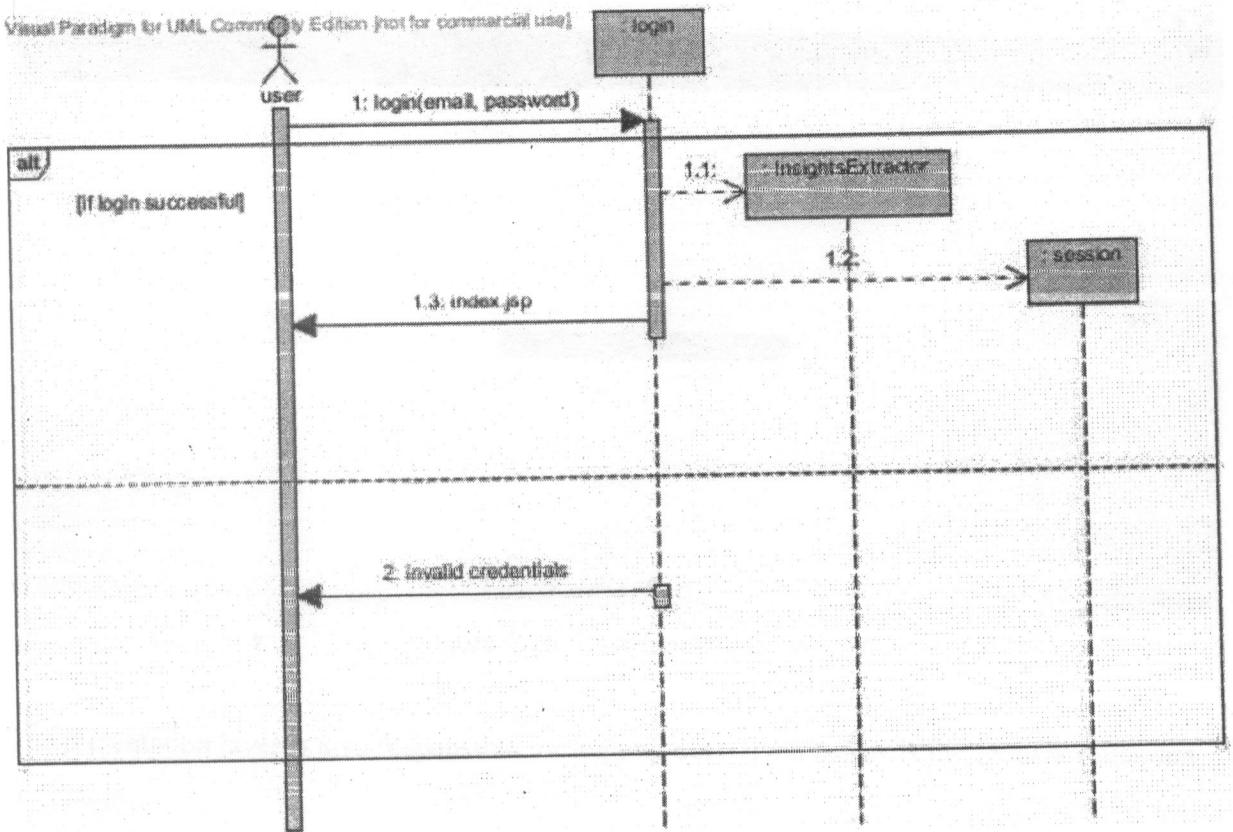 Visual Paradigm for UML Community Edition [not for commercial use]
: login
user
1: login(email, password)
alt
[if login successful]
1.1:
: InsightsExtractor
1.2:
: session
1.3: index.jsp
2: invalid credentials